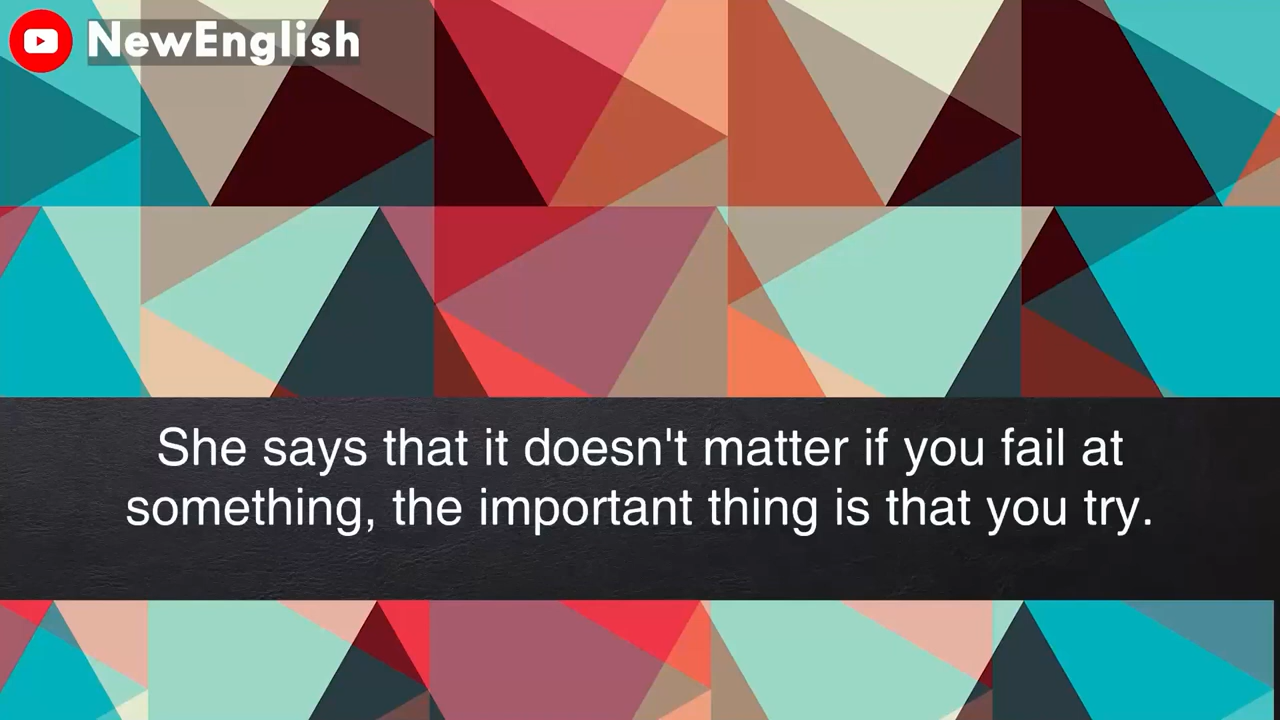 NewEnglish
She says that it doesn't matter if you fail at
something, the important thing is that you try.